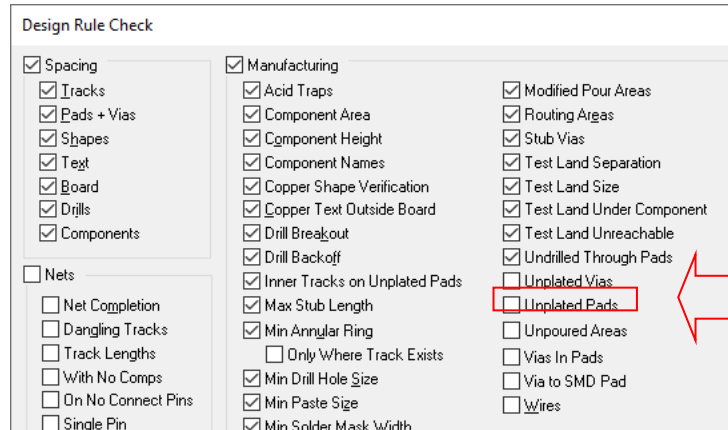 Design Rule Check
Spacing
Tracks
Pads + Vias
Shapes
Text
Board
Drills
Components
Nets
Net Completion
Dangling Tracks
Track Lengths
With No Comps
On No Connect Pins
Single Pin
Manufacturing
Acid Traps
Component Area
Component Height
Component Names
Copper Shape Verification
Copper Text Outside Board
Drill Breakout
Drill Backoff
Inner Tracks on Unplated Pads
Max Stub Length
Min Annular Ring
Only Where Track Exists
Min Drill Hole Size
Min Paste Size
Min Solder Mask Width
Modified Pour Areas
Routing Areas
Stub Vias
Test Land Separation
Test Land Size
Test Land Under Component
Test Land Unreachable
Undrilled Through Pads
Unplated Vias
Unplated Pads
Unpoured Areas
Vias In Pads
Via to SMD Pad
Wires